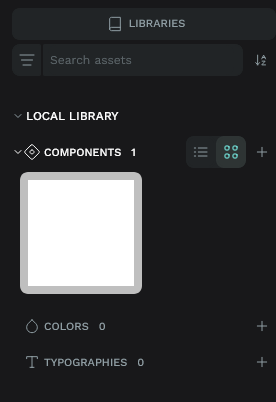 LIBRARIES
Search assets
LOCAL LIBRARY
COMPONENTS 1
COLORS 0
TYPOGRAPHIES 0